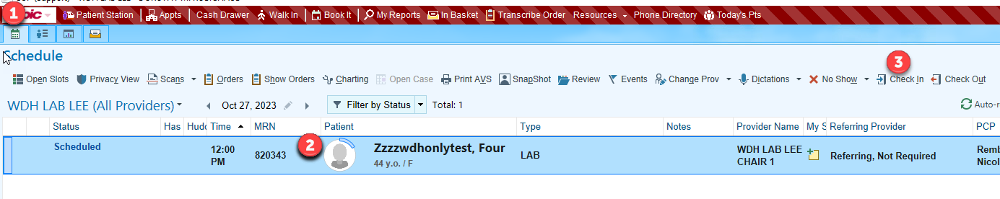 1 Epic Patient Station Appts Cash Drawer Walk In Book It My Reports In Basket Transcribe Order Resources Phone Directory Today's Pts
Schedule
3
Open Slots Privacy View Scans Orders Show Orders Charting Open Case Print AVS SnapShot Review Events Change Prov Dictations No Show Check In Check Out
WDH LAB LEE (All Providers) Oct 27, 2023 Filter by Status Total: 1 Auto-r
Status Has Hudd Time MRN Patient Type Notes Provider Name My S Referring Provider PCP
Scheduled 12:00 PM 820343 2 Zzzzwdhonlytest, Four LAB WDH LAB LEE Referring, Not Required Remb
44 y.o. / F CHAIR 1 Nicol